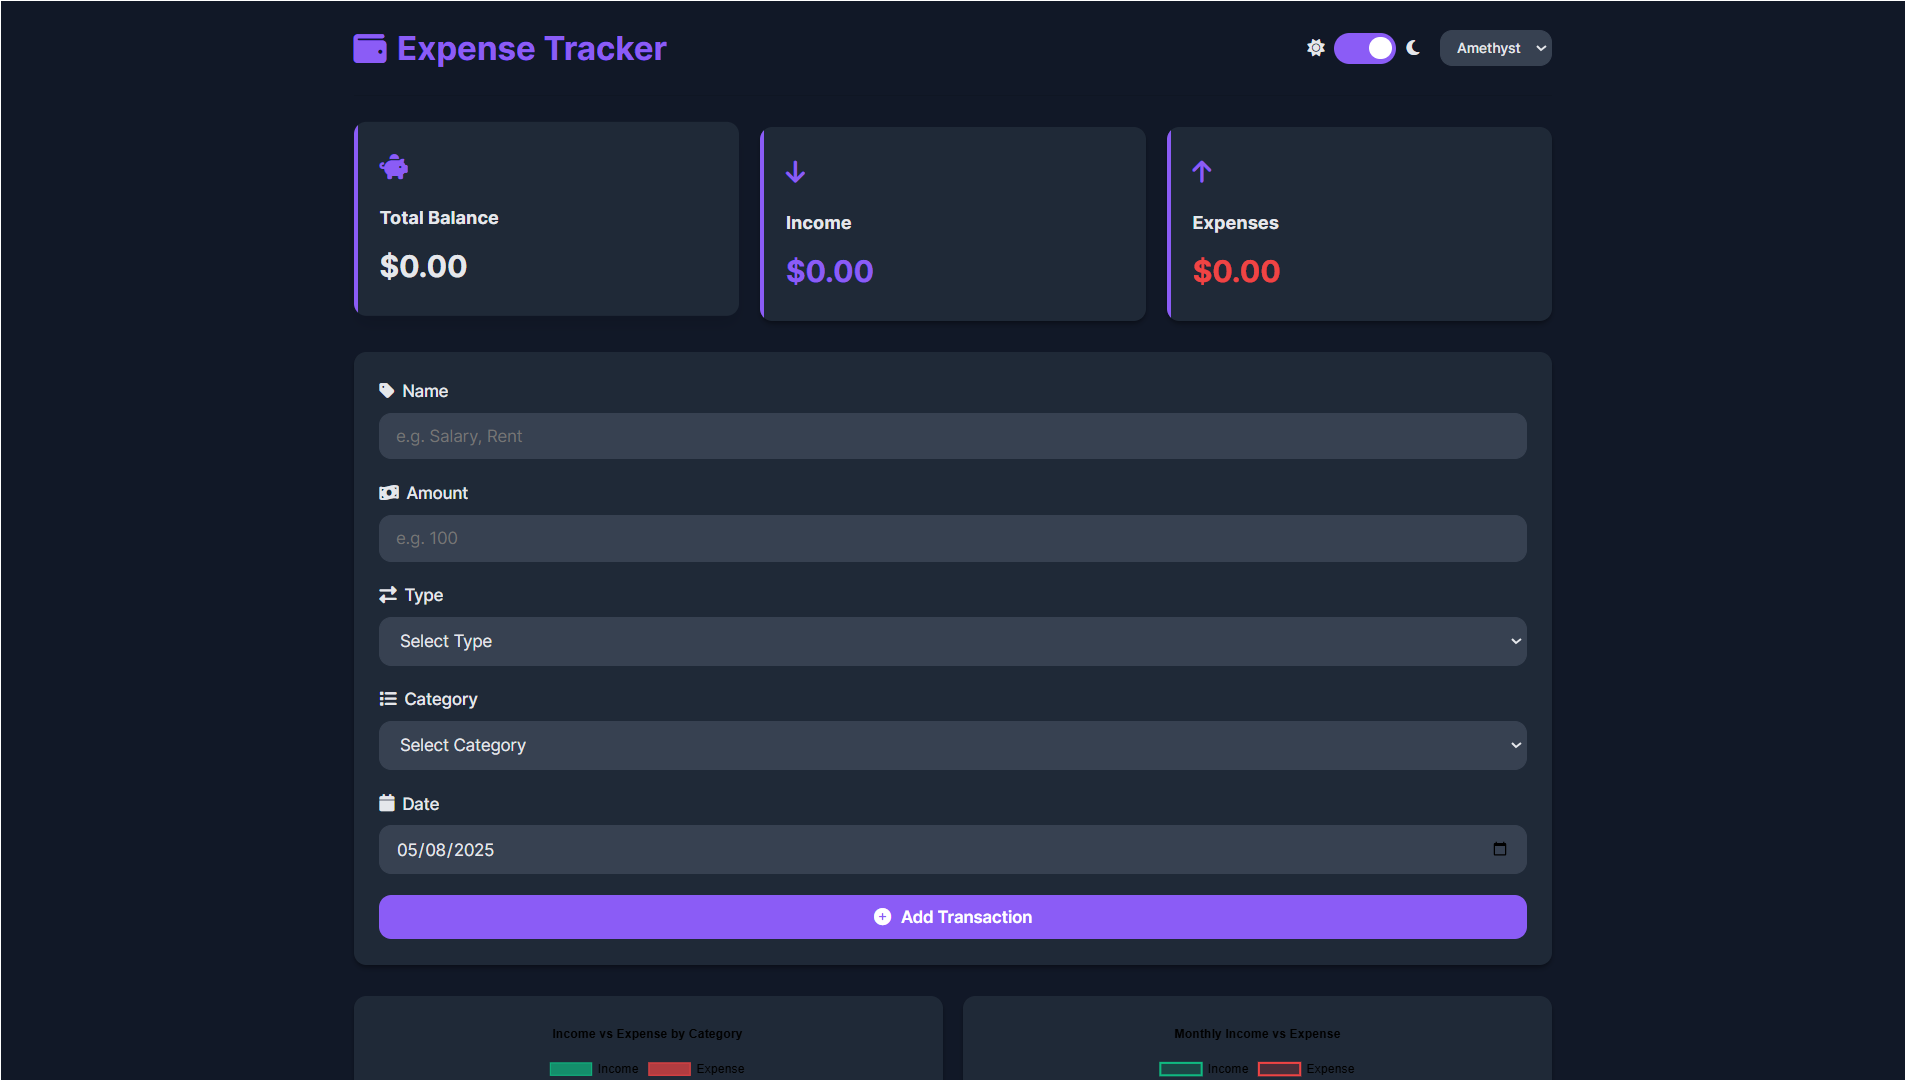 Expense Tracker
Amethyst
Total Balance
$0.00
Income
$0.00
Expenses
$0.00
Name
e.g. Salary, Rent
Amount
e.g. 100
Type
Select Type
Category
Select Category
Date
05/08/2025
Add Transaction
Income vs Expense by Category
Income Expense
Monthly Income vs Expense
Income Expense